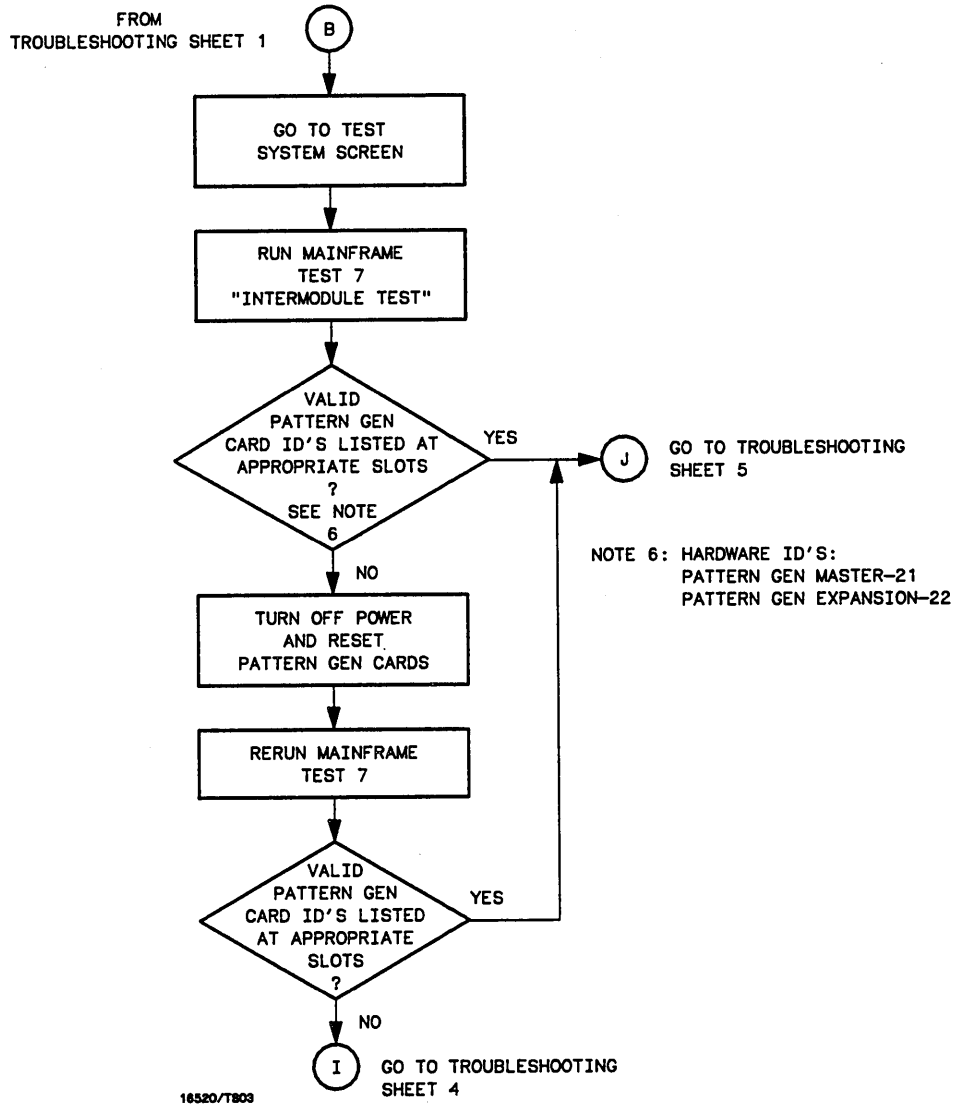 FROM
TROUBLESHOOTING SHEET 1
B
GO TO TEST
SYSTEM SCREEN
RUN MAINFRAME
TEST 7
"INTERMODULE TEST"
VALID
PATTERN GEN
CARD ID'S LISTED AT
APPROPRIATE SLOTS
?
SEE NOTE
6
YES
J
GO TO TROUBLESHOOTING
SHEET 5
NOTE 6: HARDWARE ID'S:
PATTERN GEN MASTER-21
PATTERN GEN EXPANSION-22
NO
TURN OFF POWER
AND RESET
PATTERN GEN CARDS
RERUN MAINFRAME
TEST 7
VALID
PATTERN GEN
CARD ID'S LISTED
AT APPROPRIATE
SLOTS
?
YES
NO
I
GO TO TROUBLESHOOTING
SHEET 4
16520/TB03